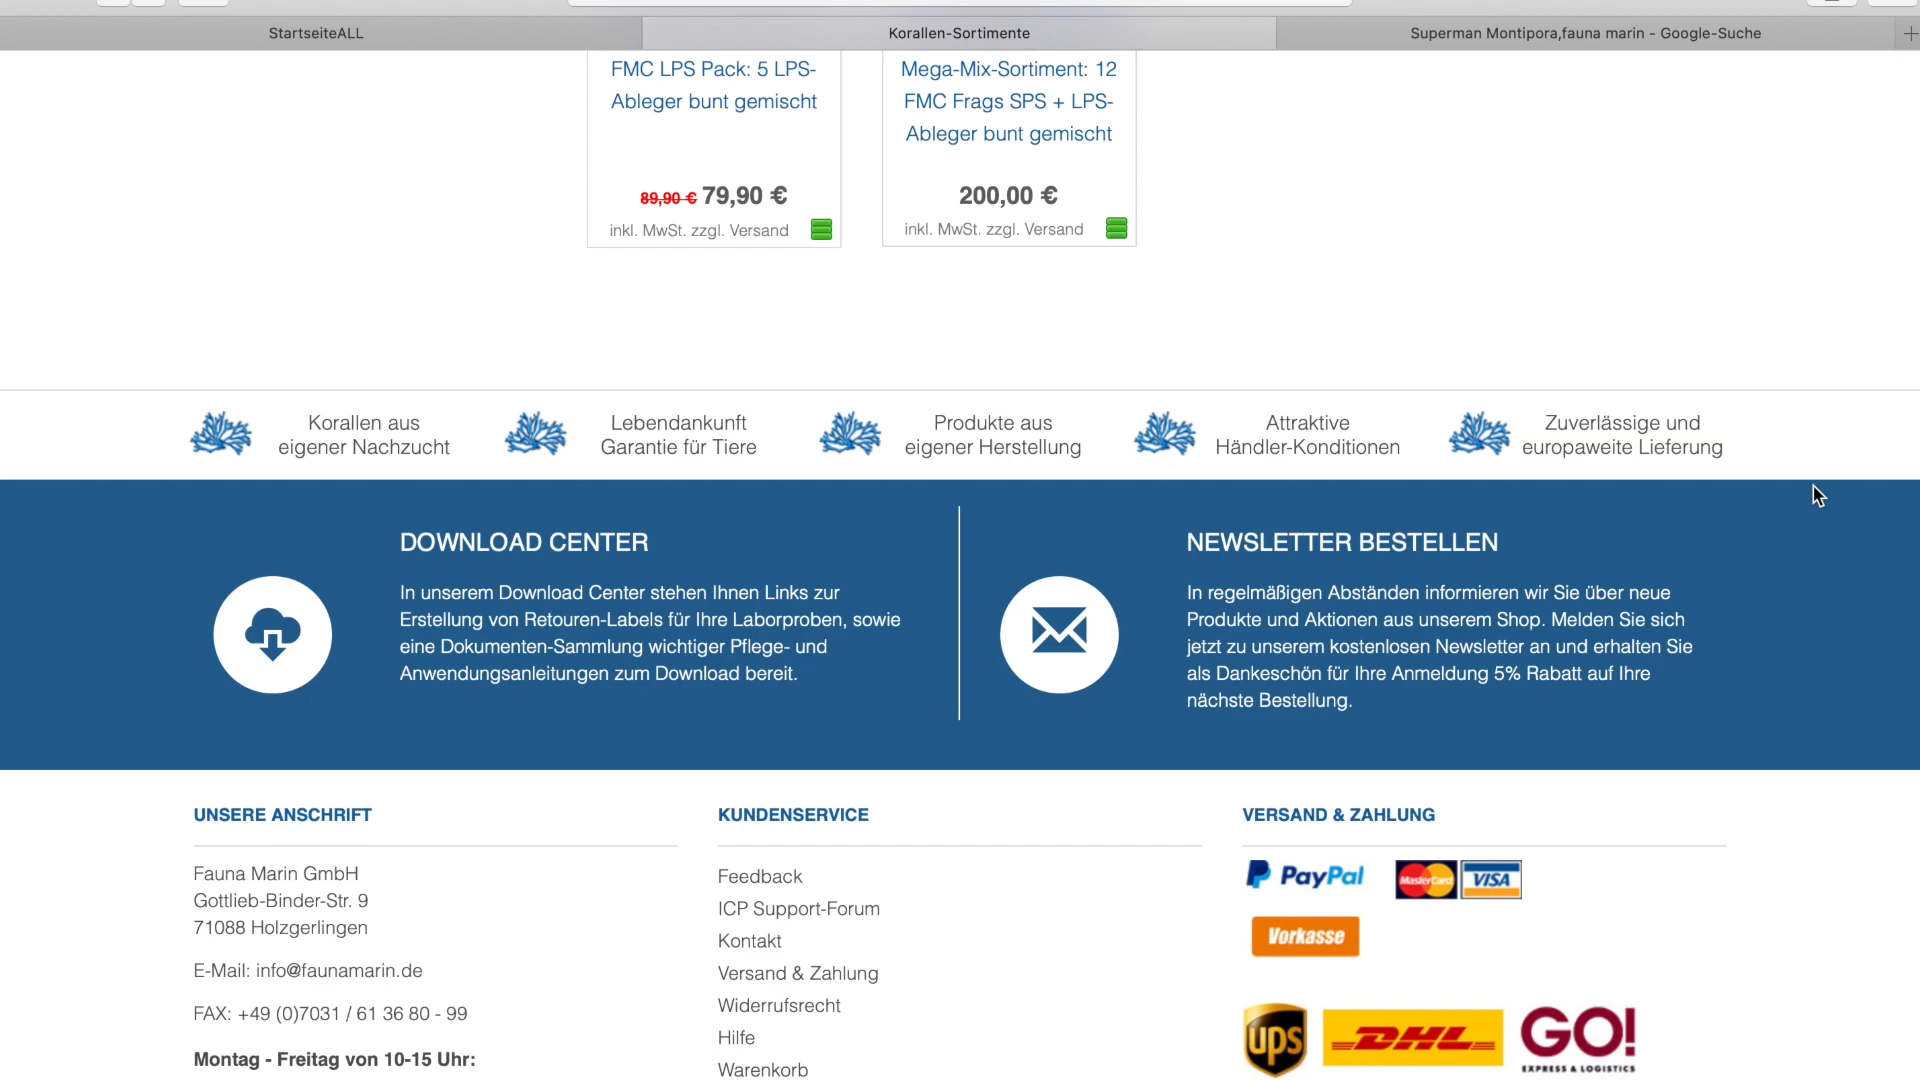 StartseiteALL
Korallen-Sortimente
Superman Montipora,fauna marin - Google-Suche
FMC LPS Pack: 5 LPS-
Ableger bunt gemischt
89,90 € 79,90 €
inkl. MwSt. zzgl. Versand
Mega-Mix-Sortiment: 12
FMC Frags SPS + LPS-
Ableger bunt gemischt
200,00 €
inkl. MwSt. zzgl. Versand
Korallen aus
eigener Nachzucht
Lebendankunft
Garantie für Tiere
Produkte aus
eigener Herstellung
Attraktive
Händler-Konditionen
Zuverlässige und
europaweite Lieferung
DOWNLOAD CENTER
In unserem Download Center stehen Ihnen Links zur
Erstellung von Retouren-Labels für Ihre Laborproben, sowie
eine Dokumenten-Sammlung wichtiger Pflege- und
Anwendungsanleitungen zum Download bereit.
NEWSLETTER BESTELLEN
In regelmäßigen Abständen informieren wir Sie über neue
Produkte und Aktionen aus unserem Shop. Melden Sie sich
jetzt zu unserem kostenlosen Newsletter an und erhalten Sie
als Dankeschön für Ihre Anmeldung 5% Rabatt auf Ihre
nächste Bestellung.
UNSERE ANSCHRIFT
Fauna Marin GmbH
Gottlieb-Binder-Str. 9
71088 Holzgerlingen
E-Mail: info@faunamarin.de
FAX: +49 (0)7031 / 61 36 80 - 99
Montag - Freitag von 10-15 Uhr:
KUNDENSERVICE
Feedback
ICP Support-Forum
Kontakt
Versand & Zahlung
Widerrufsrecht
Hilfe
Warenkorb
VERSAND & ZAHLUNG
PayPal
MasterCard
VISA
Vorkasse
ups
DHL
GO!
EXPRESS & LOGISTICS